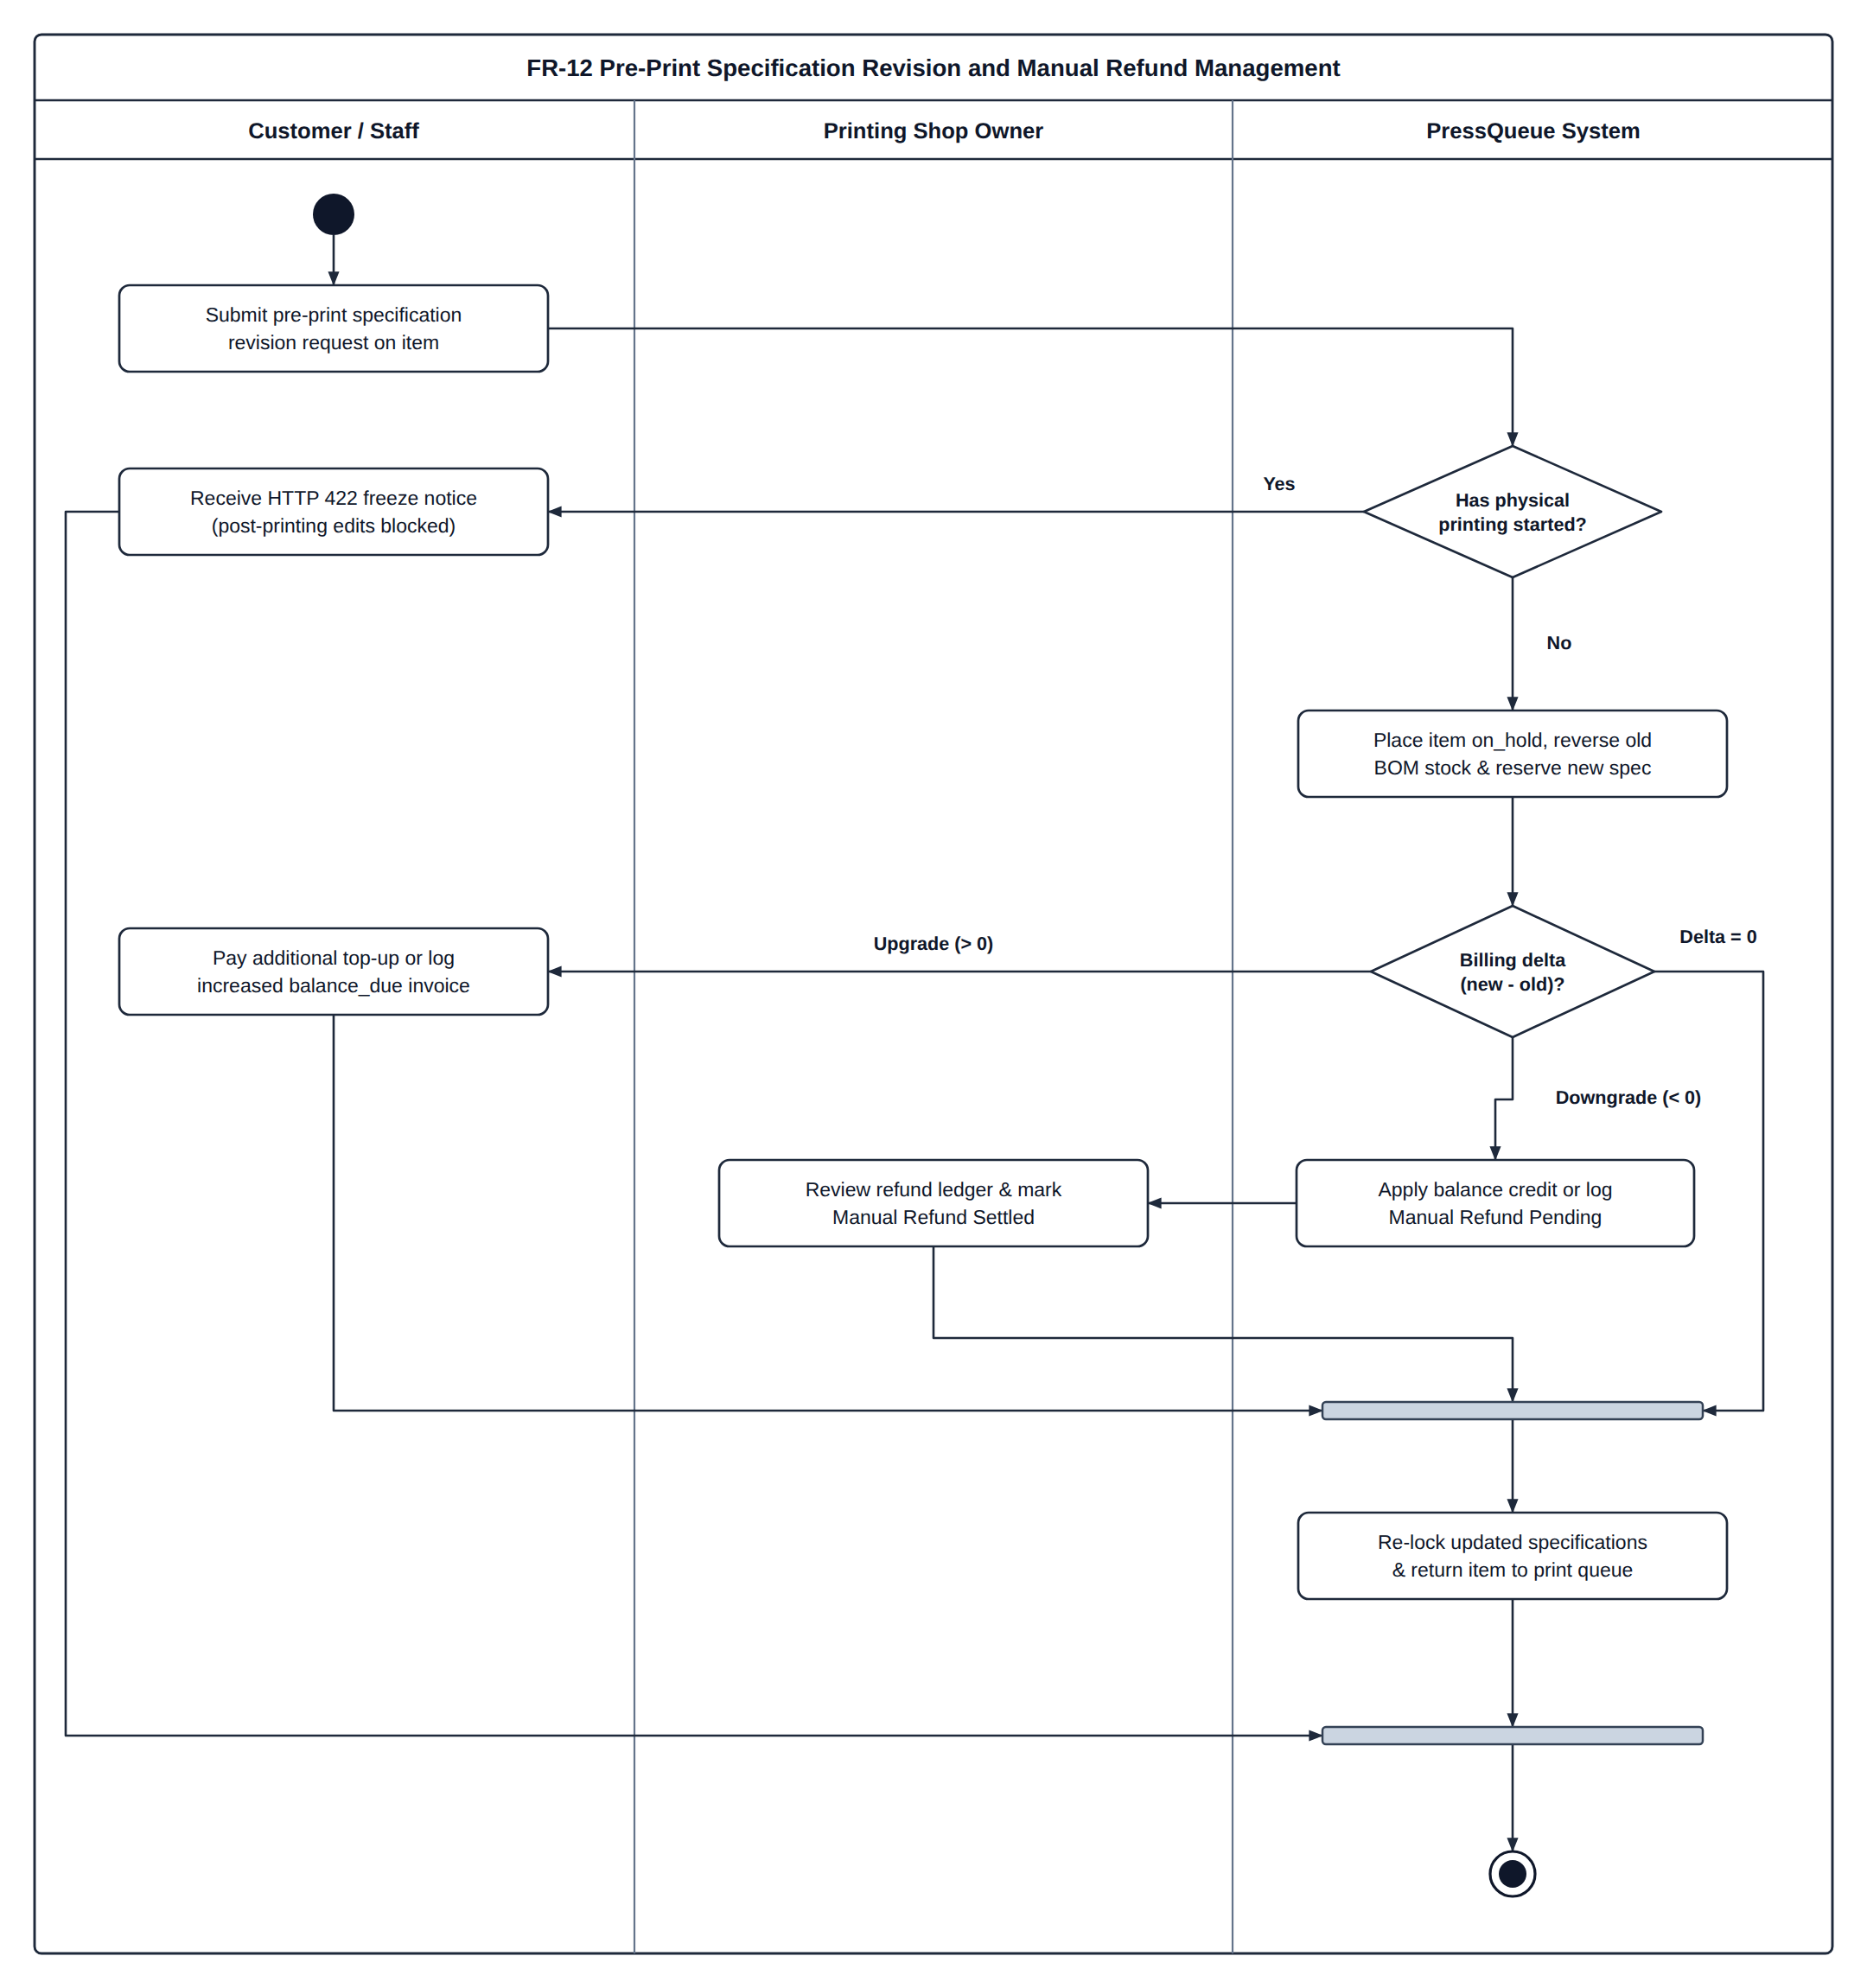 FR-12 Pre-Print Specification Revision and Manual Refund Management
Customer / Staff
Printing Shop Owner
PressQueue System
Submit pre-print specification
revision request on item
Receive HTTP 422 freeze notice
(post-printing edits blocked)
Yes
Has physical
printing started?
No
Place item on_hold, reverse old
BOM stock & reserve new spec
Pay additional top-up or log
increased balance_due invoice
Upgrade (> 0)
Billing delta
(new - old)?
Delta = 0
Downgrade (< 0)
Review refund ledger & mark
Manual Refund Settled
Apply balance credit or log
Manual Refund Pending
Re-lock updated specifications
& return item to print queue